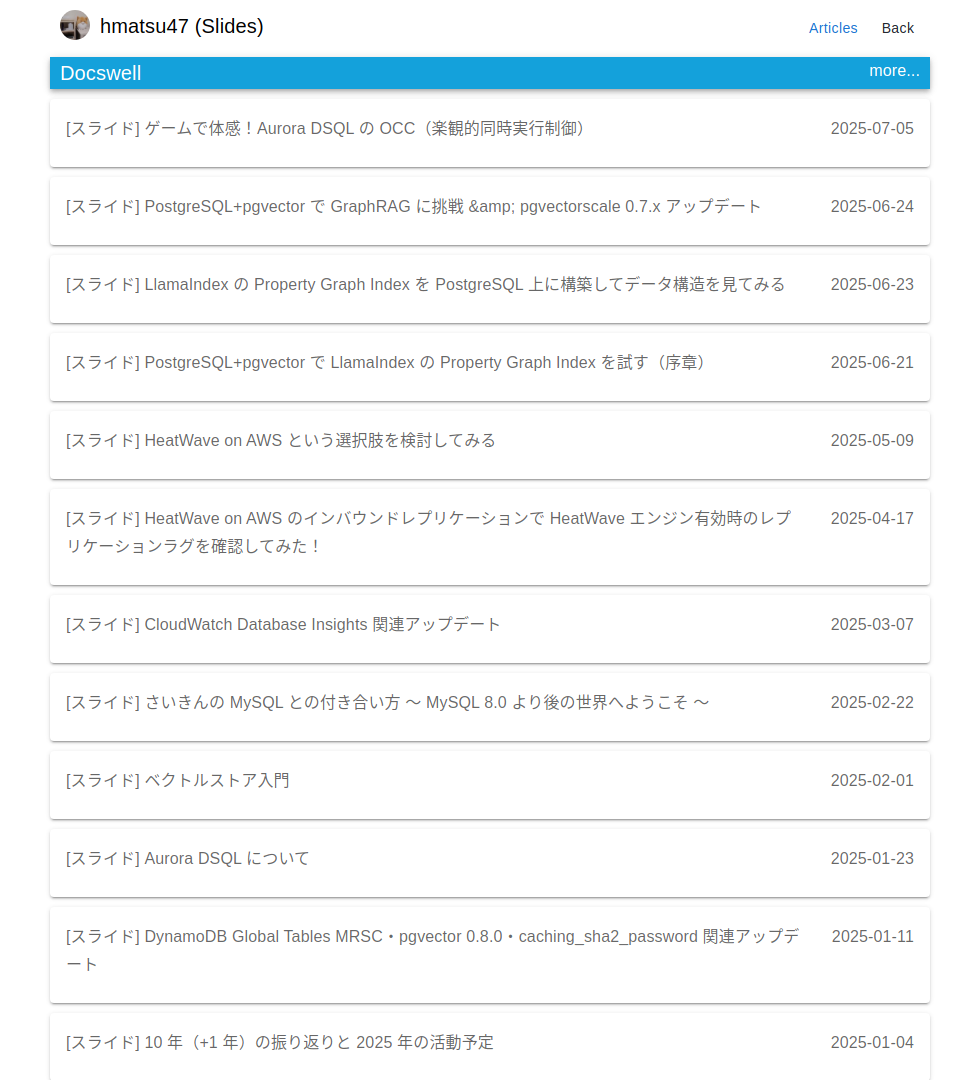 hmatsu47 (Slides)
Articles
Back
Docswell
more...
[スライド] ゲームで体感！Aurora DSQL の OCC（楽観的同時実行制御）
2025-07-05
[スライド] PostgreSQL+pgvector で GraphRAG に挑戦 &amp; pgvectorscale 0.7.x アップデート
2025-06-24
[スライド] LlamaIndex の Property Graph Index を PostgreSQL 上に構築してデータ構造を見てみる
2025-06-23
[スライド] PostgreSQL+pgvector で LlamaIndex の Property Graph Index を試す（序章）
2025-06-21
[スライド] HeatWave on AWS という選択肢を検討してみる
2025-05-09
[スライド] HeatWave on AWS のインバウンドレプリケーションで HeatWave エンジン有効時のレプ
リケーションラグを確認してみた！
2025-04-17
[スライド] CloudWatch Database Insights 関連アップデート
2025-03-07
[スライド] さいきんの MySQL との付き合い方 〜 MySQL 8.0 より後の世界へようこそ 〜
2025-02-22
[スライド] ベクトルストア入門
2025-02-01
[スライド] Aurora DSQL について
2025-01-23
[スライド] DynamoDB Global Tables MRSC・pgvector 0.8.0・caching_sha2_password 関連アップデ
ート
2025-01-11
[スライド] 10 年（+1 年）の振り返りと 2025 年の活動予定
2025-01-04